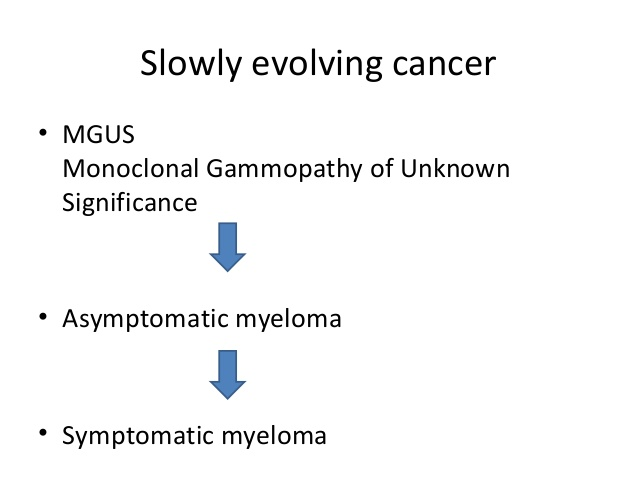 Slowly evolving cancer
• MGUS
Monoclonal Gammopathy of Unknown
Significance
• Asymptomatic myeloma
• Symptomatic myeloma